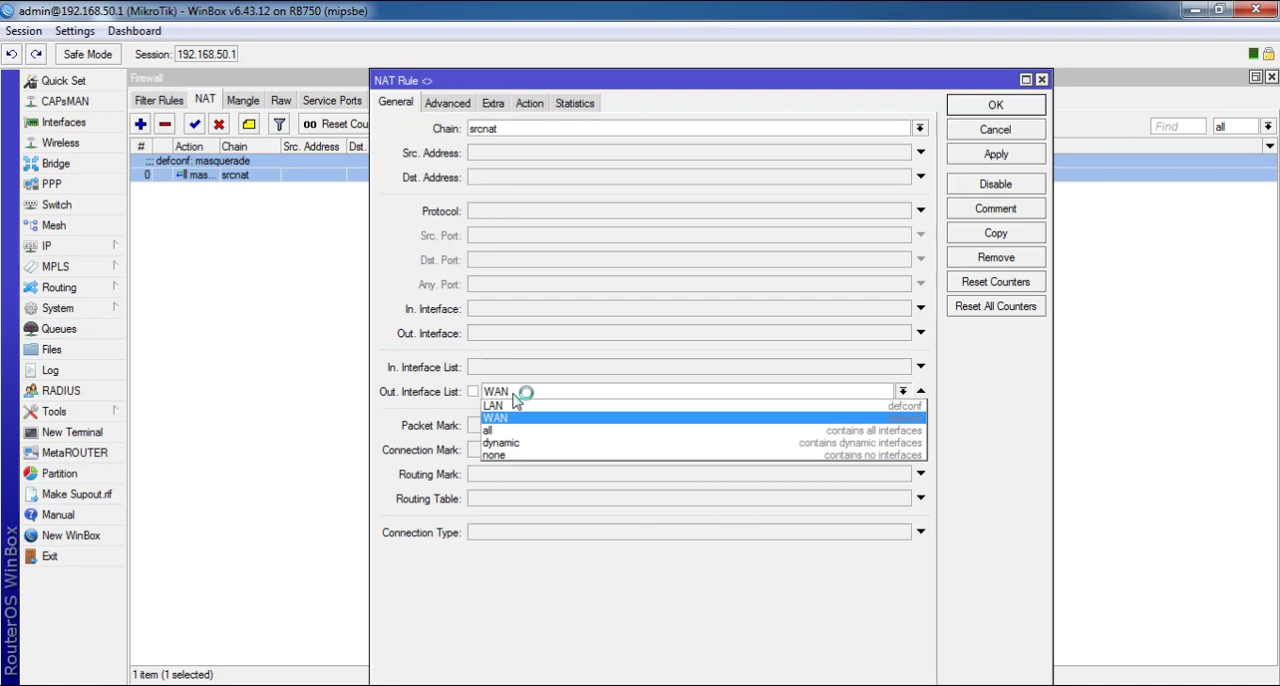 admin@192.168.50.1 (MikroTik) - WinBox v6.43.12 on RB750 (mipsbe)
Session Settings Dashboard
Safe Mode Session: 192.168.50.1
Quick Set
CAPsMAN
Interfaces
Wireless
Bridge
PPP
Switch
Mesh
IP
MPLS
Routing
System
Queues
Files
Log
RADIUS
Tools
New Terminal
MetaROUTER
Partition
Make Supout.rif
Manual
New WinBox
Exit
RouterOS WinBox
Firewall
Filter Rules NAT Mangle Raw Service Ports
00 Reset Cou
Find all
# Action Chain Src. Address Dst.
::: defconf: masquerade
0 mas... srcnat
1 item (1 selected)
NAT Rule <>
General Advanced Extra Action Statistics
Chain: srcnat
Src. Address:
Dst. Address:
Protocol:
Src. Port:
Dst. Port:
Any. Port:
In. Interface:
Out. Interface:
In. Interface List:
Out. Interface List: WAN
LAN defconf
WAN
all contains all interfaces
dynamic contains dynamic interfaces
none contains no interfaces
Packet Mark:
Connection Mark:
Routing Mark:
Routing Table:
Connection Type:
OK
Cancel
Apply
Disable
Comment
Copy
Remove
Reset Counters
Reset All Counters